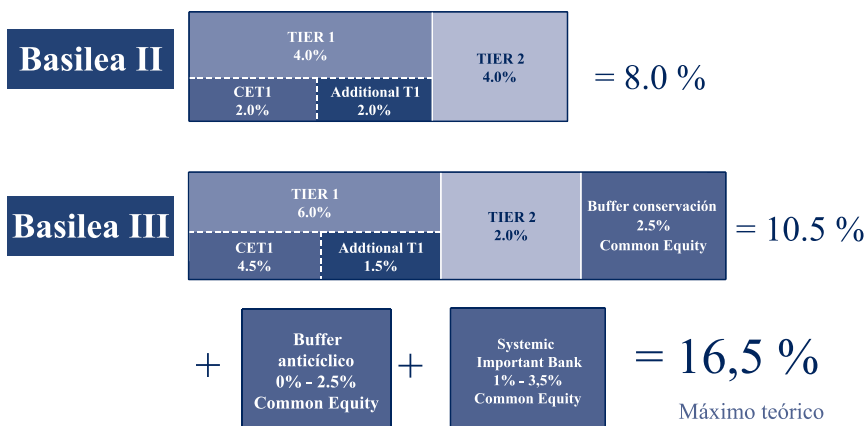 Basilea II
TIER 1
4.0%
CET1
2.0%
Additional T1
2.0%
TIER 2
4.0%
= 8.0 %
Basilea III
TIER 1
6.0%
CET1
4.5%
Addtional T1
1.5%
TIER 2
2.0%
Buffer conservación
2.5%
Common Equity
= 10.5 %
+
Buffer
anticíclico
0% - 2.5%
Common Equity
+
Systemic
Important Bank
1% - 3,5%
Common Equity
= 16,5 %
Máximo teórico